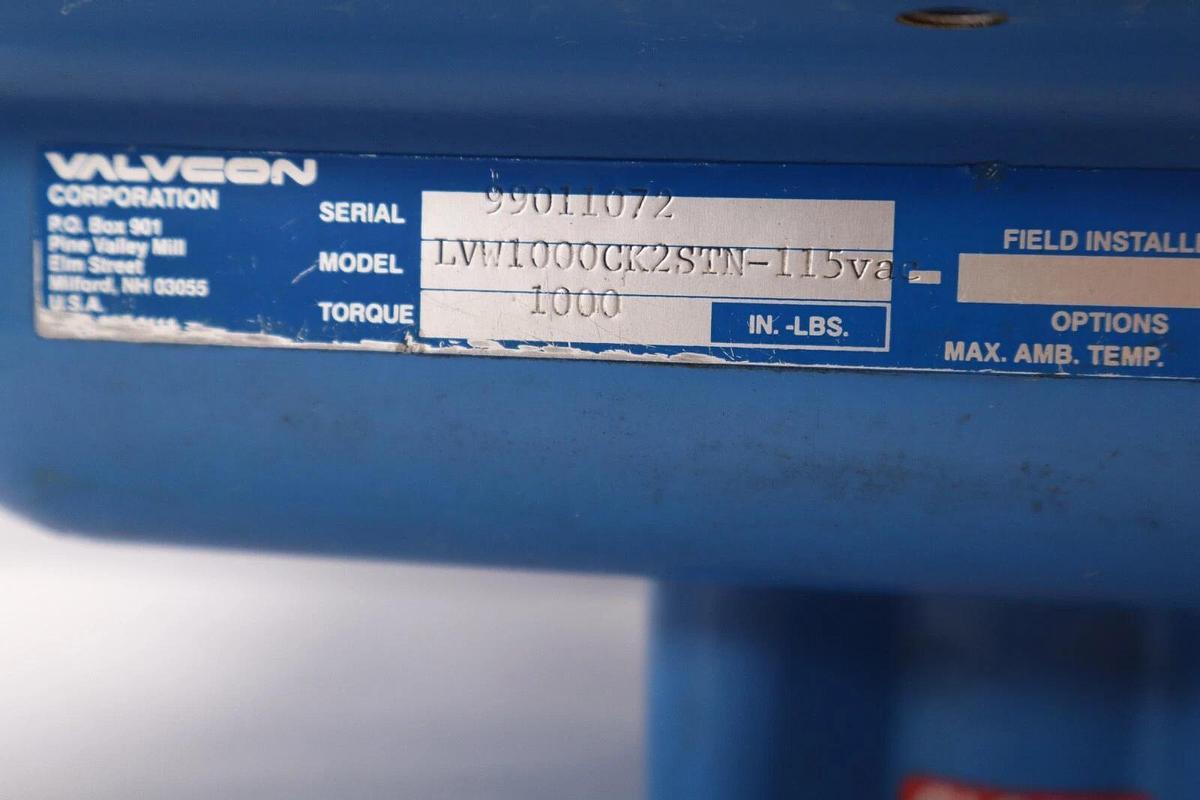 VALVCON
CORPORATION
P.O. Box 901
Pine Valley Mill
Elm Street
Milford, NH 03055
U.S.A.
SERIAL 99011072
MODEL LVW1000CK2STN-115vac
TORQUE 1000 IN. -LBS.
FIELD INSTALLE
OPTIONS
MAX. AMB. TEMP.